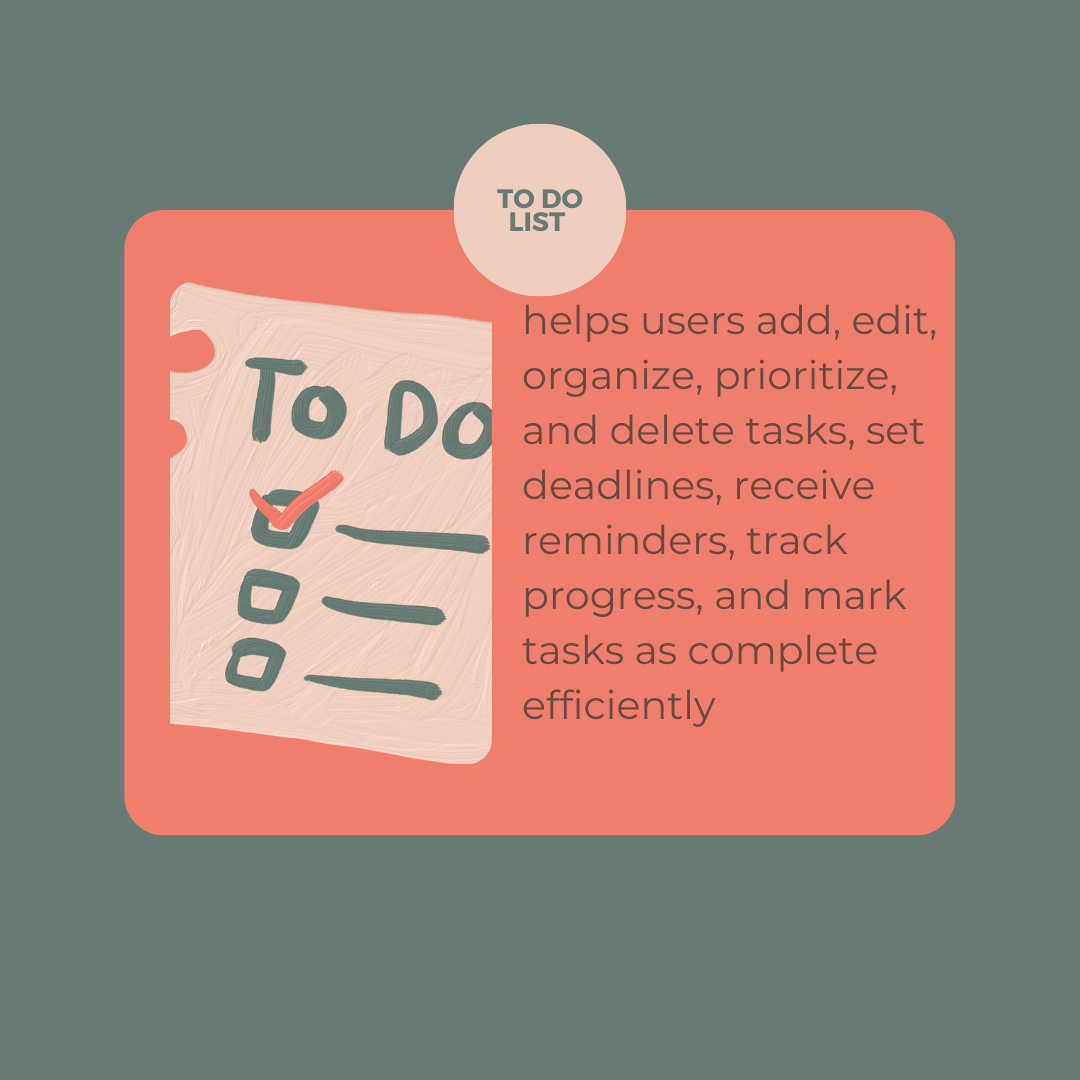 TO DO
LIST
To Do
helps users add, edit,
organize, prioritize,
and delete tasks, set
deadlines, receive
reminders, track
progress, and mark
tasks as complete
efficiently